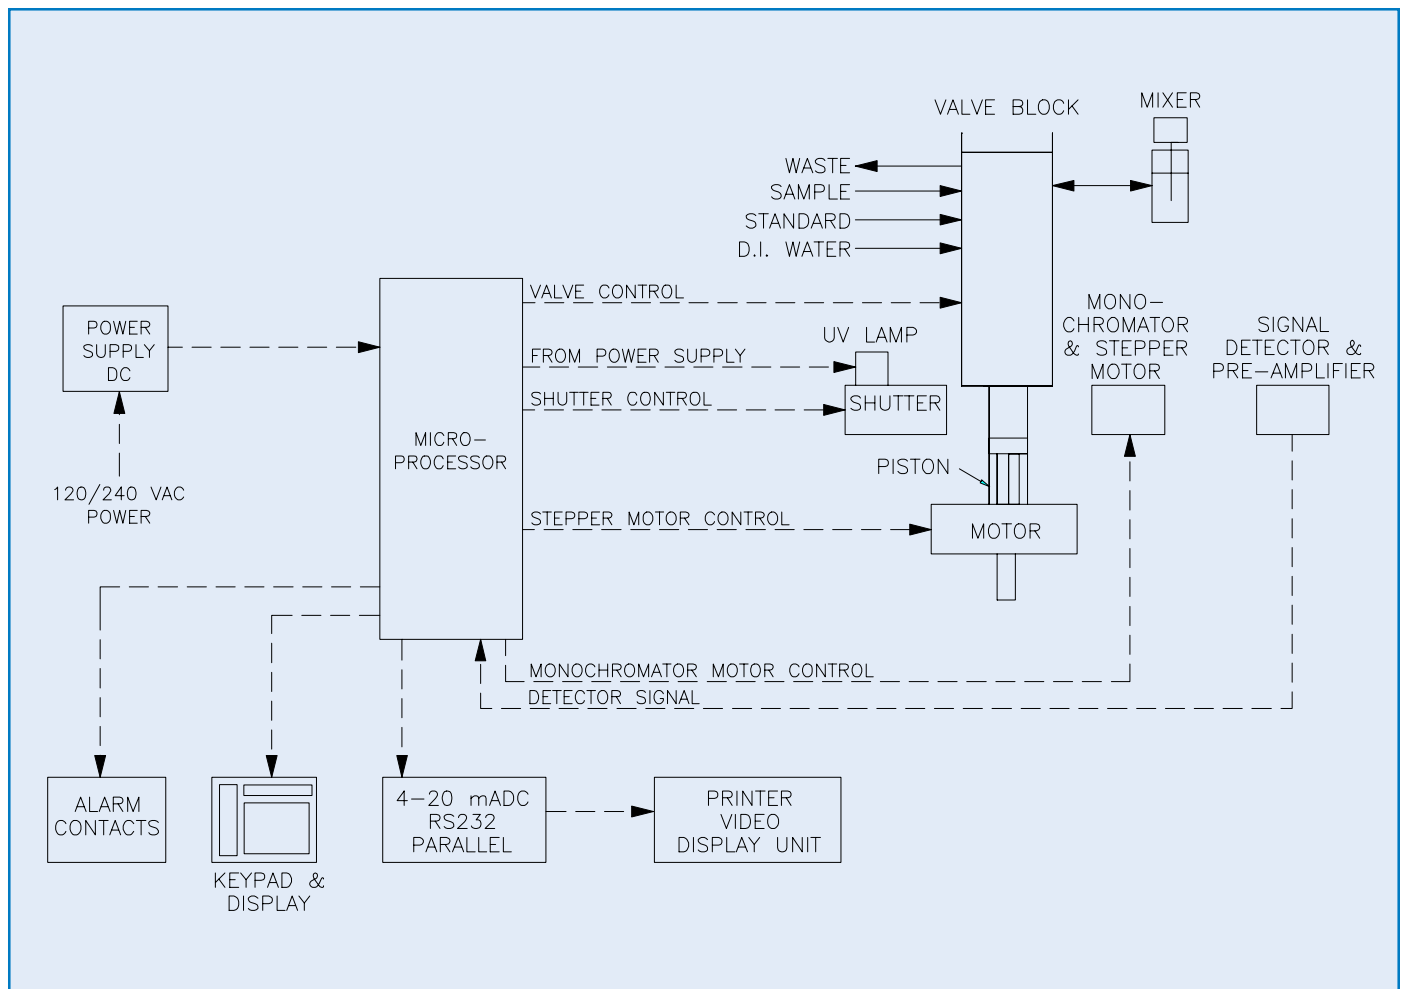 VALVE BLOCK
MIXER
WASTE
SAMPLE
STANDARD
D.I. WATER
VALVE CONTROL
POWER
SUPPLY
DC
120/240 VAC
POWER
MICRO-
PROCESSOR
FROM POWER SUPPLY
UV LAMP
SHUTTER CONTROL
SHUTTER
MONO-
CHROMATOR
& STEPPER
MOTOR
SIGNAL
DETECTOR &
PRE-AMPLIFIER
PISTON
STEPPER MOTOR CONTROL
MOTOR
MONOCHROMATOR MOTOR CONTROL
DETECTOR SIGNAL
ALARM
CONTACTS
KEYPAD &
DISPLAY
4-20 mADC
RS232
PARALLEL
PRINTER
VIDEO
DISPLAY UNIT